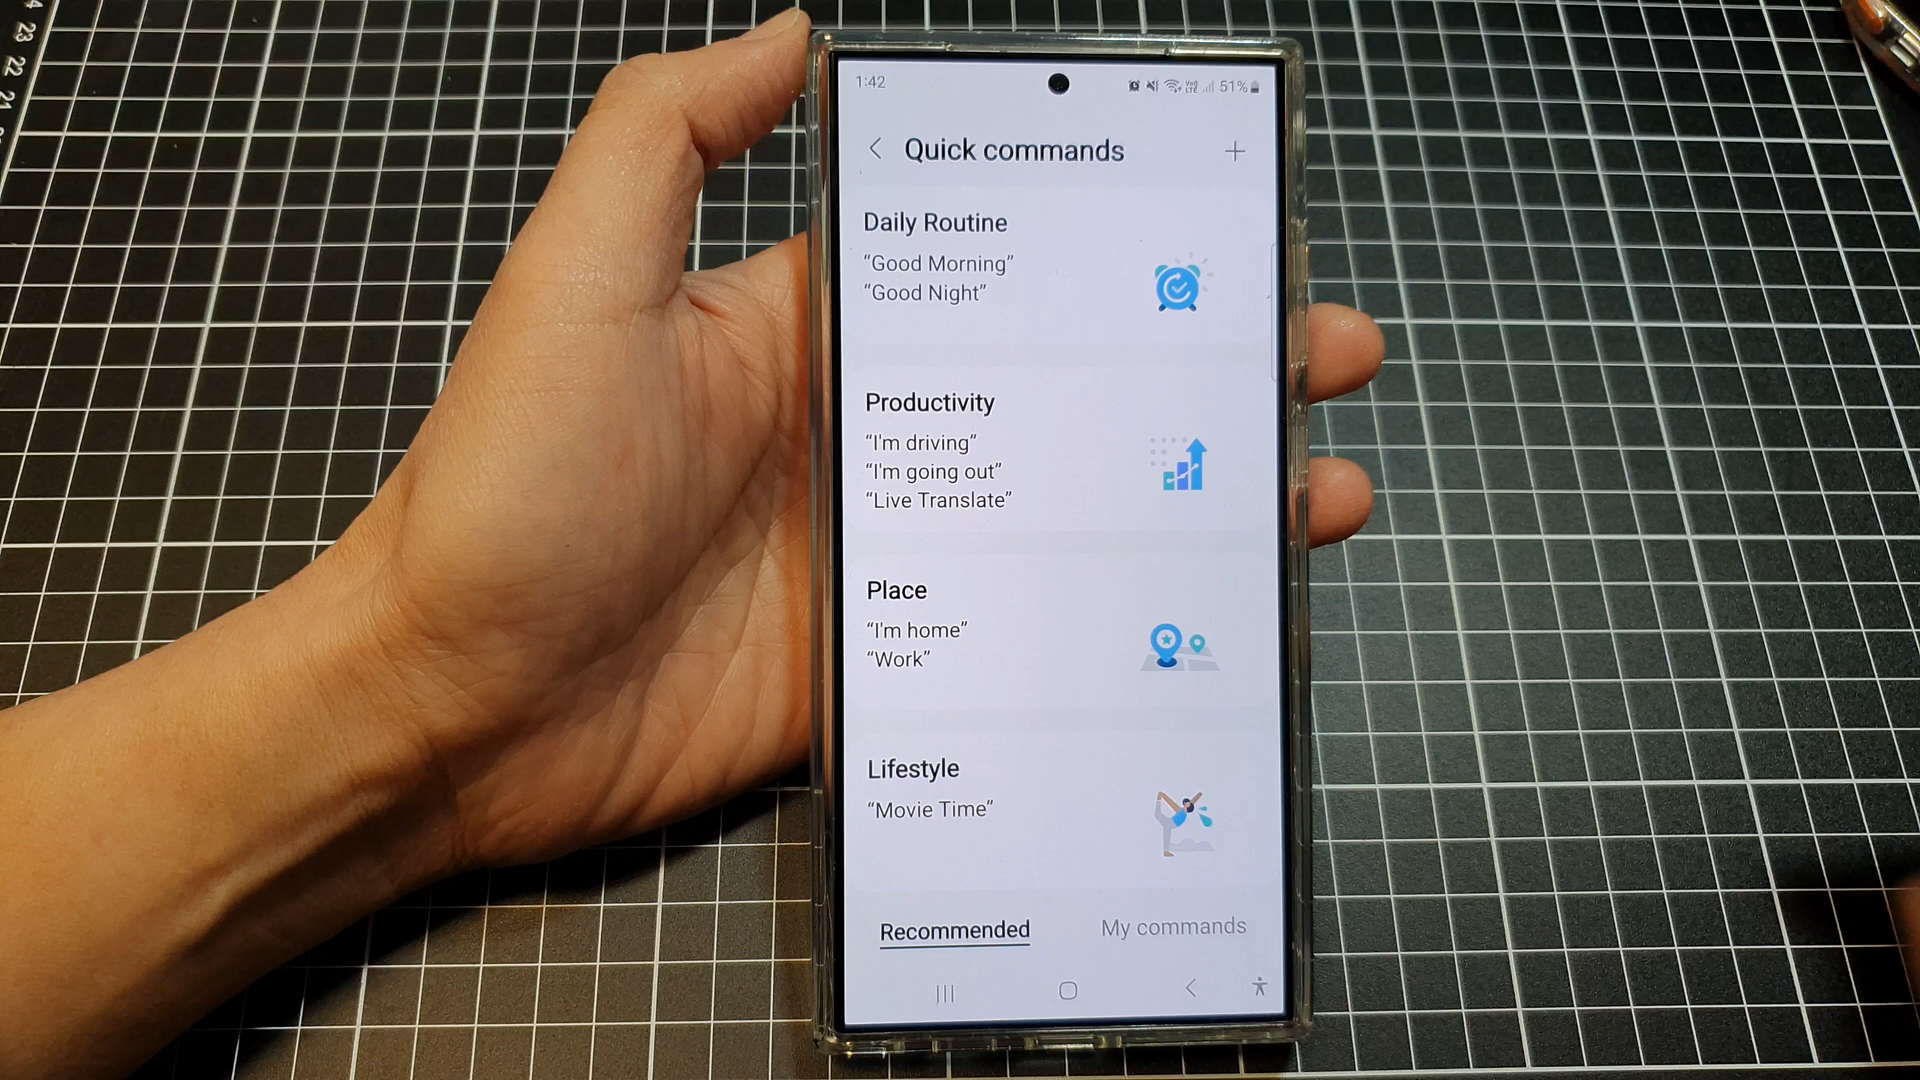 23
22
21
1:42
51%
Quick commands
Daily Routine
“Good Morning”
“Good Night”
Productivity
“I'm driving”
“I'm going out”
“Live Translate”
Place
“I'm home”
“Work”
Lifestyle
“Movie Time”
Recommended
My commands